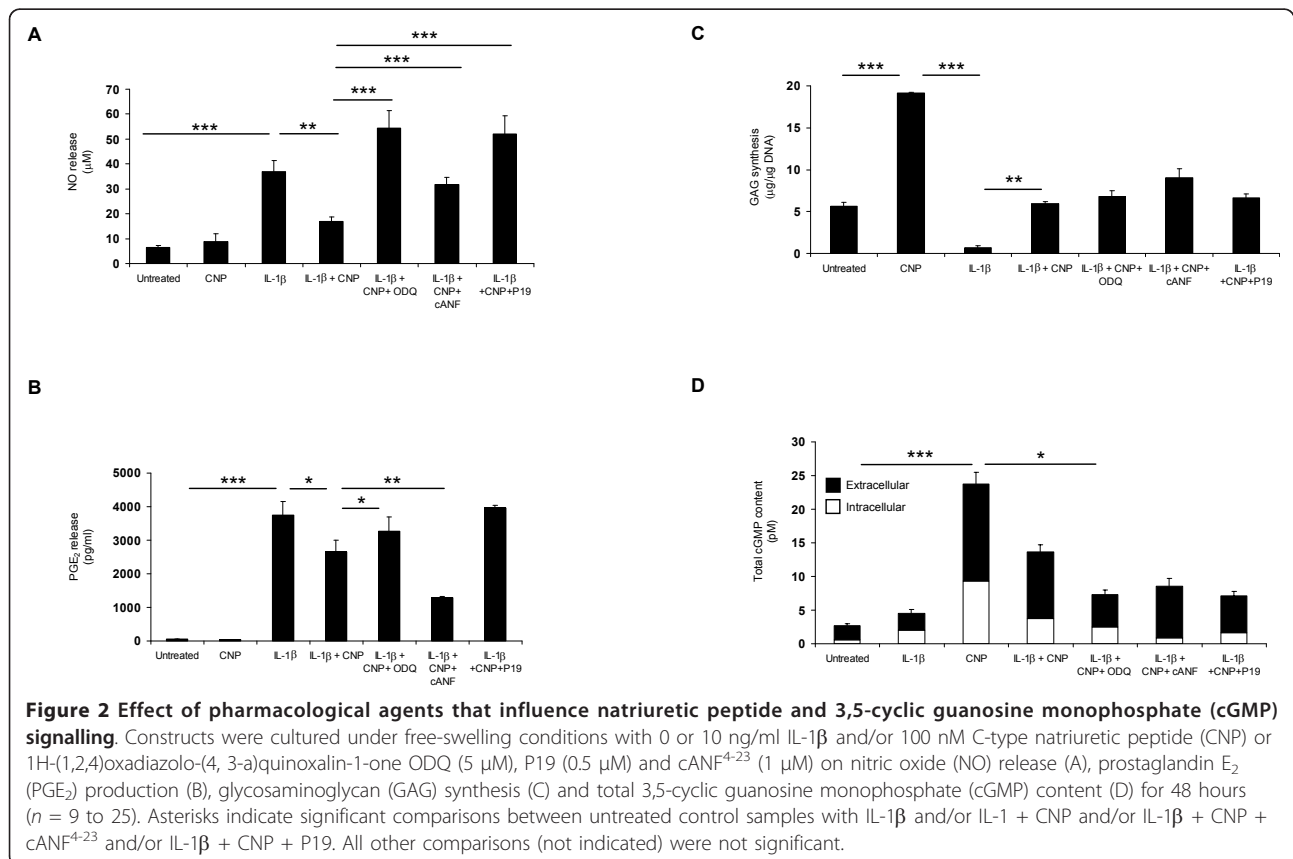 A
***
***
***
***
**
80
70
60
50
40
30
20
10
0
NO release
(μM)
Untreated
CNP
IL-1β
IL-1β + CNP
IL-1β +
CNP+ ODQ
IL-1β +
CNP+
cANF
IL-1β
+CNP+P19
C
***
***
**
20
15
10
5
0
GAG synthesis
(μg/μg DNA)
Untreated
CNP
IL-1β
IL-1β + CNP
IL-1β + CNP+
ODQ
IL-1β + CNP+
cANF
IL-1β
+CNP+P19
B
***
*
**
*
5000
4000
3000
2000
1000
0
PGE₂ release
(pg/ml)
Untreated
CNP
IL-1β
IL-1β + CNP
IL-1β +
CNP+ ODQ
IL-1β +
CNP+
cANF
IL-1β
+CNP+P19
D
***
*
30
25
20
15
10
5
0
Total cGMP content
(pM)
Extracellular
Intracellular
Untreated
IL-1β
CNP
IL-1β + CNP
IL-1β +
CNP+ ODQ
IL-1β +
CNP+ cANF
IL-1β
+CNP+P19
Figure 2 Effect of pharmacological agents that influence natriuretic peptide and 3,5-cyclic guanosine monophosphate (cGMP)
signalling. Constructs were cultured under free-swelling conditions with 0 or 10 ng/ml IL-1β and/or 100 nM C-type natriuretic peptide (CNP) or
1H-(1,2,4)oxadiazolo-(4, 3-a)quinoxalin-1-one ODQ (5 μM), P19 (0.5 μM) and cANF⁴⁻²³ (1 μM) on nitric oxide (NO) release (A), prostaglandin E₂
(PGE₂) production (B), glycosaminoglycan (GAG) synthesis (C) and total 3,5-cyclic guanosine monophosphate (cGMP) content (D) for 48 hours
(n = 9 to 25). Asterisks indicate significant comparisons between untreated control samples with IL-1β and/or IL-1 + CNP and/or IL-1β + CNP +
cANF⁴⁻²³ and/or IL-1β + CNP + P19. All other comparisons (not indicated) were not significant.